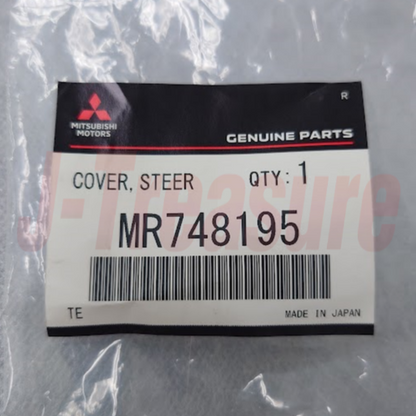 R
MITSUBISHI
MOTORS
GENUINE PARTS
COVER, STEER QTY: 1
MR748195
TE MADE IN JAPAN
J-Treasure